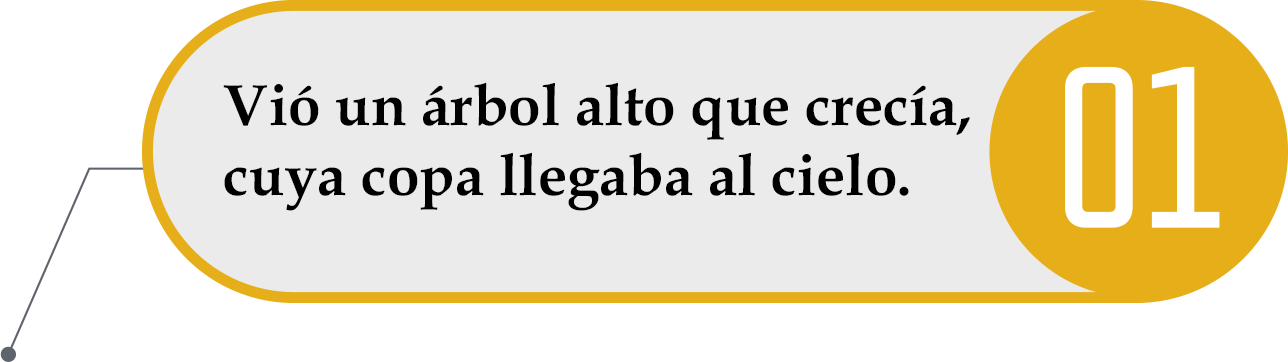 Vió un árbol alto que crecía,
cuya copa llegaba al cielo.
01